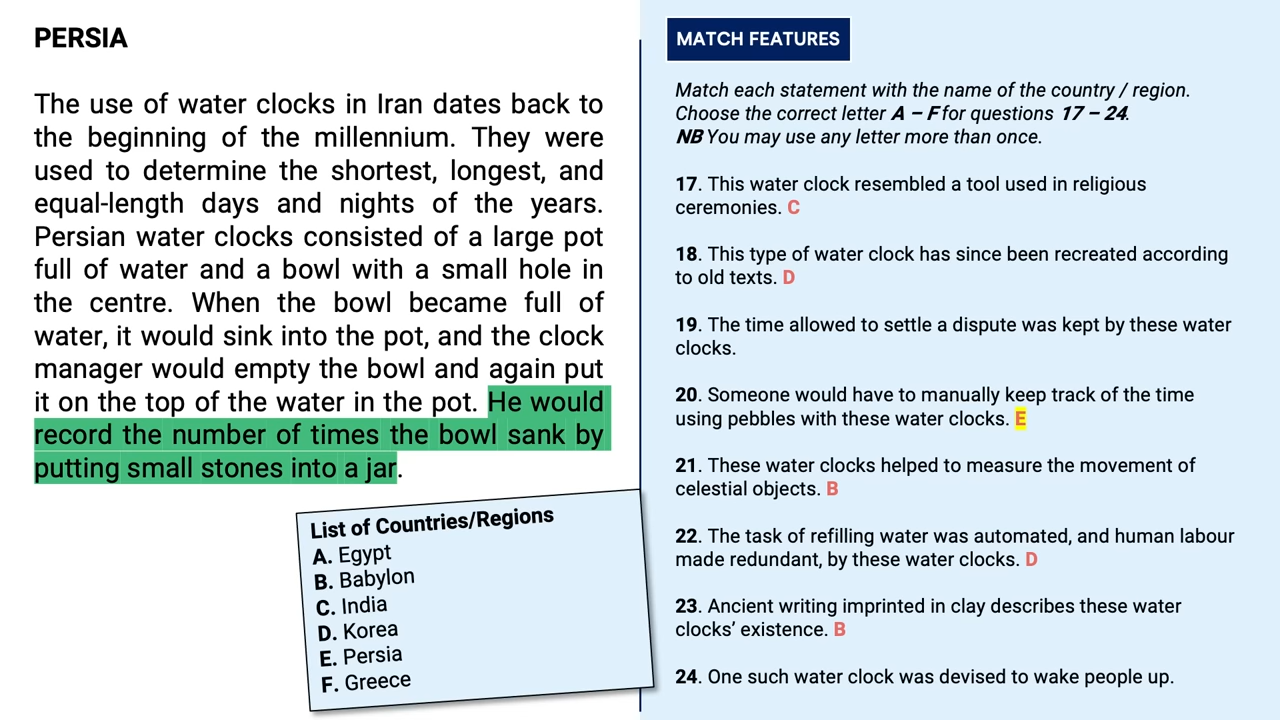 PERSIA
The use of water clocks in Iran dates back to
the beginning of the millennium. They were
used to determine the shortest, longest, and
equal-length days and nights of the years.
Persian water clocks consisted of a large pot
full of water and a bowl with a small hole in
the centre. When the bowl became full of
water, it would sink into the pot, and the clock
manager would empty the bowl and again put
it on the top of the water in the pot. He would
record the number of times the bowl sank by
putting small stones into a jar.
List of Countries/Regions
A. Egypt
B. Babylon
C. India
D. Korea
E. Persia
F. Greece
MATCH FEATURES
Match each statement with the name of the country / region.
Choose the correct letter A – F for questions 17 – 24.
NB You may use any letter more than once.
17. This water clock resembled a tool used in religious
ceremonies. C
18. This type of water clock has since been recreated according
to old texts. D
19. The time allowed to settle a dispute was kept by these water
clocks.
20. Someone would have to manually keep track of the time
using pebbles with these water clocks. E
21. These water clocks helped to measure the movement of
celestial objects. B
22. The task of refilling water was automated, and human labour
made redundant, by these water clocks. D
23. Ancient writing imprinted in clay describes these water
clocks’ existence. B
24. One such water clock was devised to wake people up.